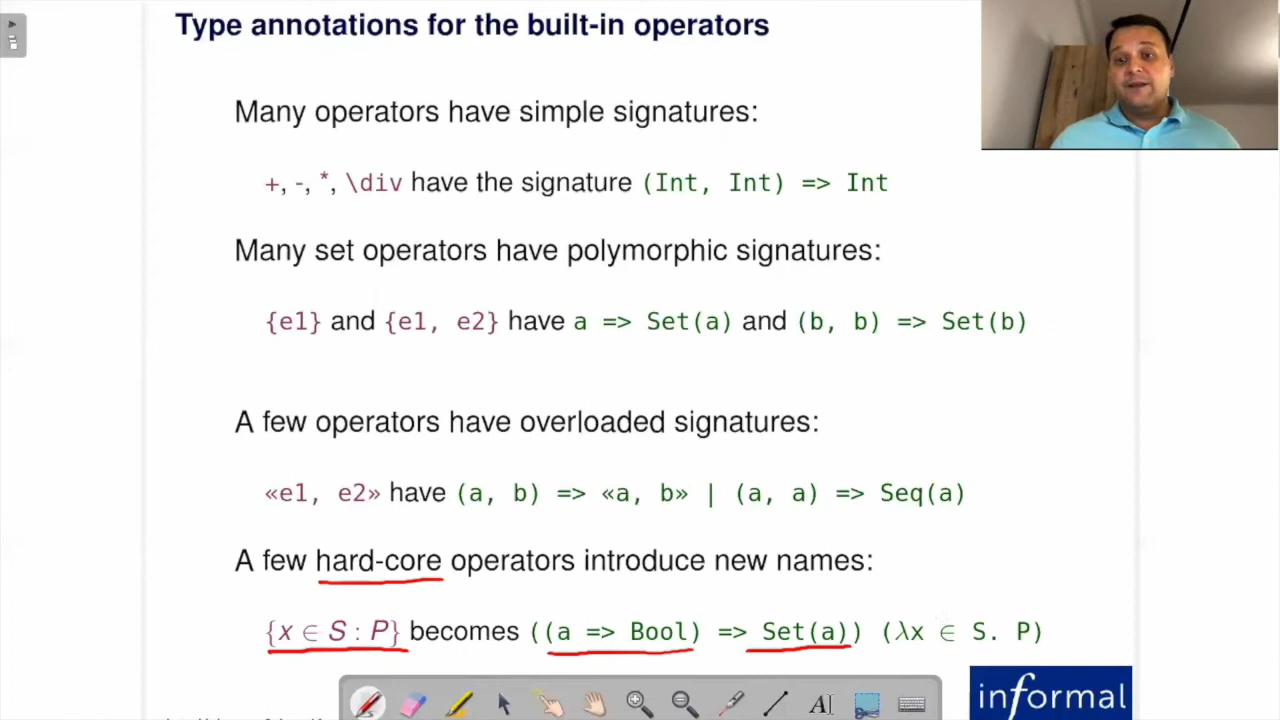 Type annotations for the built-in operators
Many operators have simple signatures:
+, -, *, \div have the signature (Int, Int) => Int
Many set operators have polymorphic signatures:
{e1} and {e1, e2} have a => Set(a) and (b, b) => Set(b)
A few operators have overloaded signatures:
«e1, e2» have (a, b) => «a, b» | (a, a) => Seq(a)
A few hard-core operators introduce new names:
{x ∈ S : P} becomes ((a => Bool) => Set(a)) (λx ∈ S. P)
informal